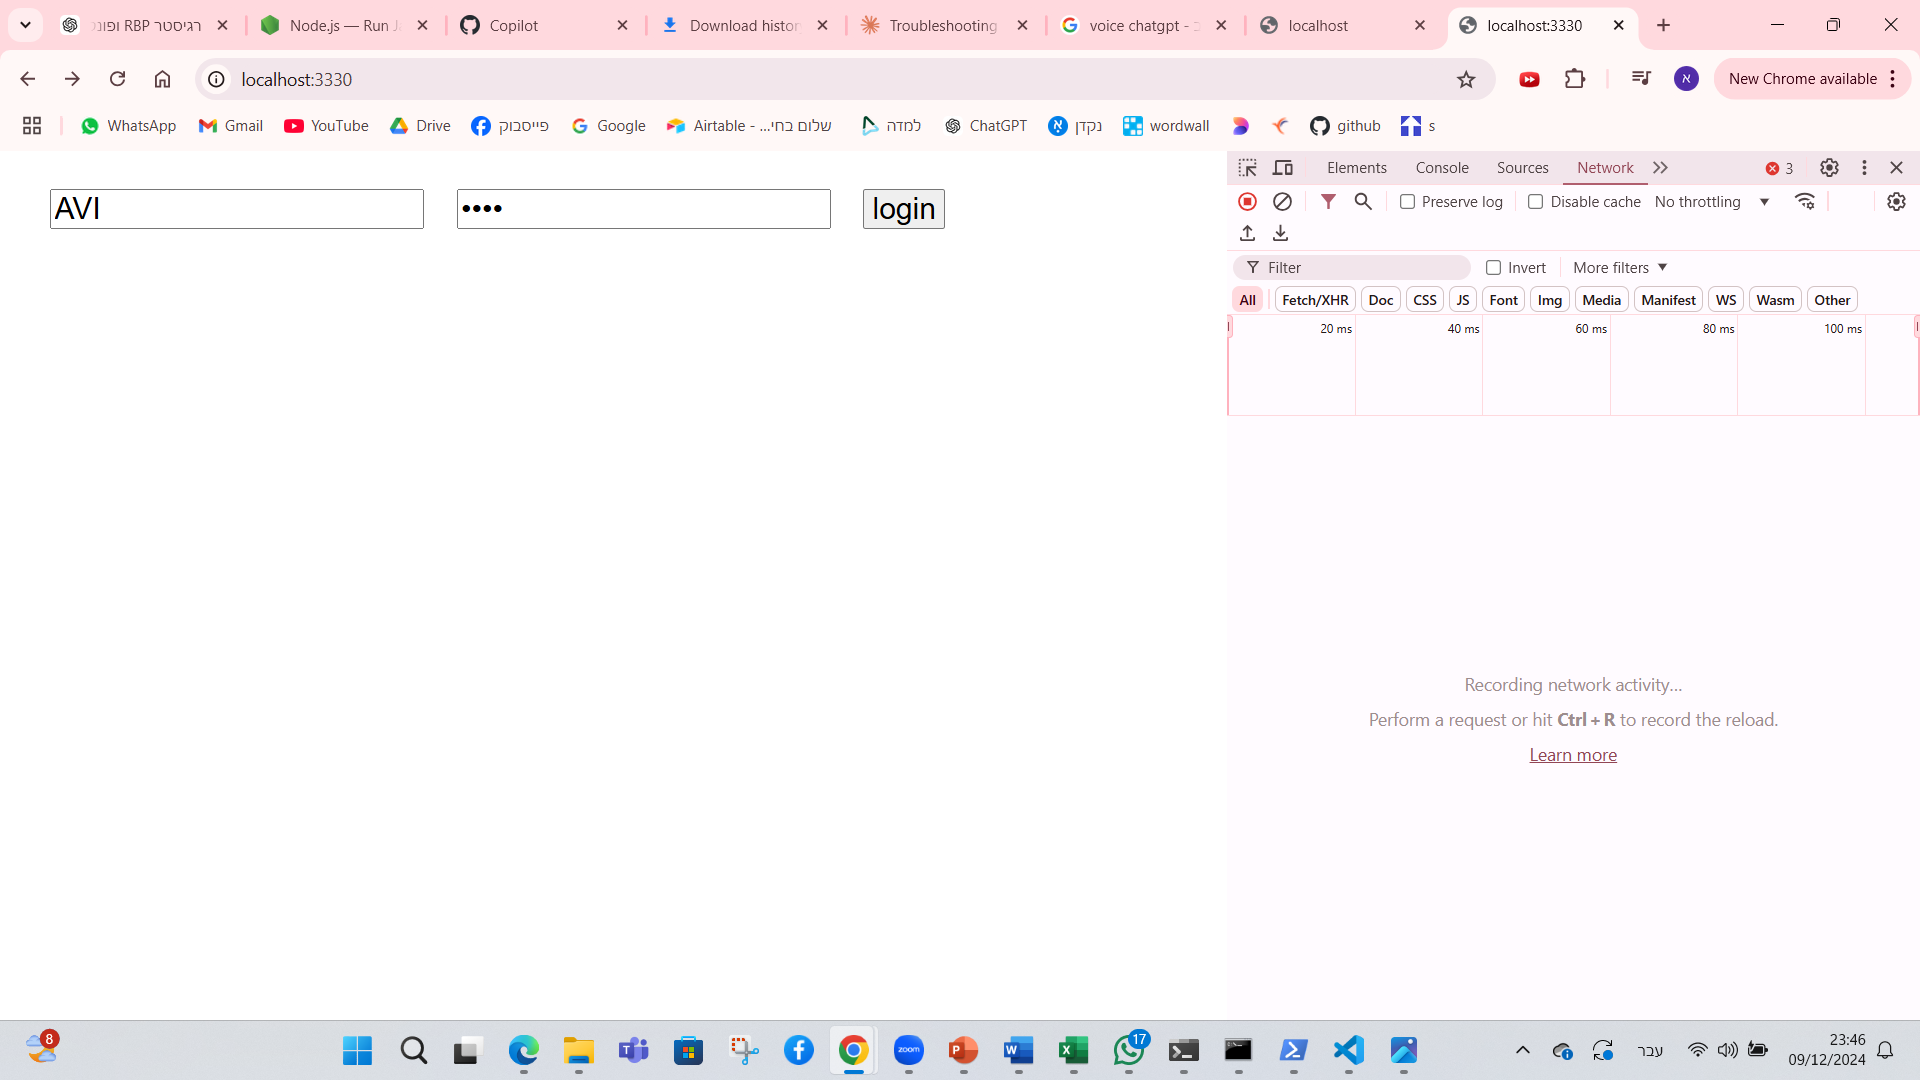 רגיסטר RBP ופונק
Node.js — Run J
Copilot
Download histor
Troubleshooting
voice chatgpt - כ
localhost
localhost:3330
localhost:3330
New Chrome available
WhatsApp
Gmail
YouTube
Drive
פייסבוק
Google
Airtable - ...שלום בחי
למדה
ChatGPT
נקדן
wordwall
github
s
AVI
••••
login
Elements
Console
Sources
Network
3
Preserve log
Disable cache
No throttling
Filter
Invert
More filters
All
Fetch/XHR
Doc
CSS
JS
Font
Img
Media
Manifest
WS
Wasm
Other
20 ms
40 ms
60 ms
80 ms
100 ms
Recording network activity...
Perform a request or hit Ctrl + R to record the reload.
Learn more
8
zoom
17
עבר
23:46
09/12/2024